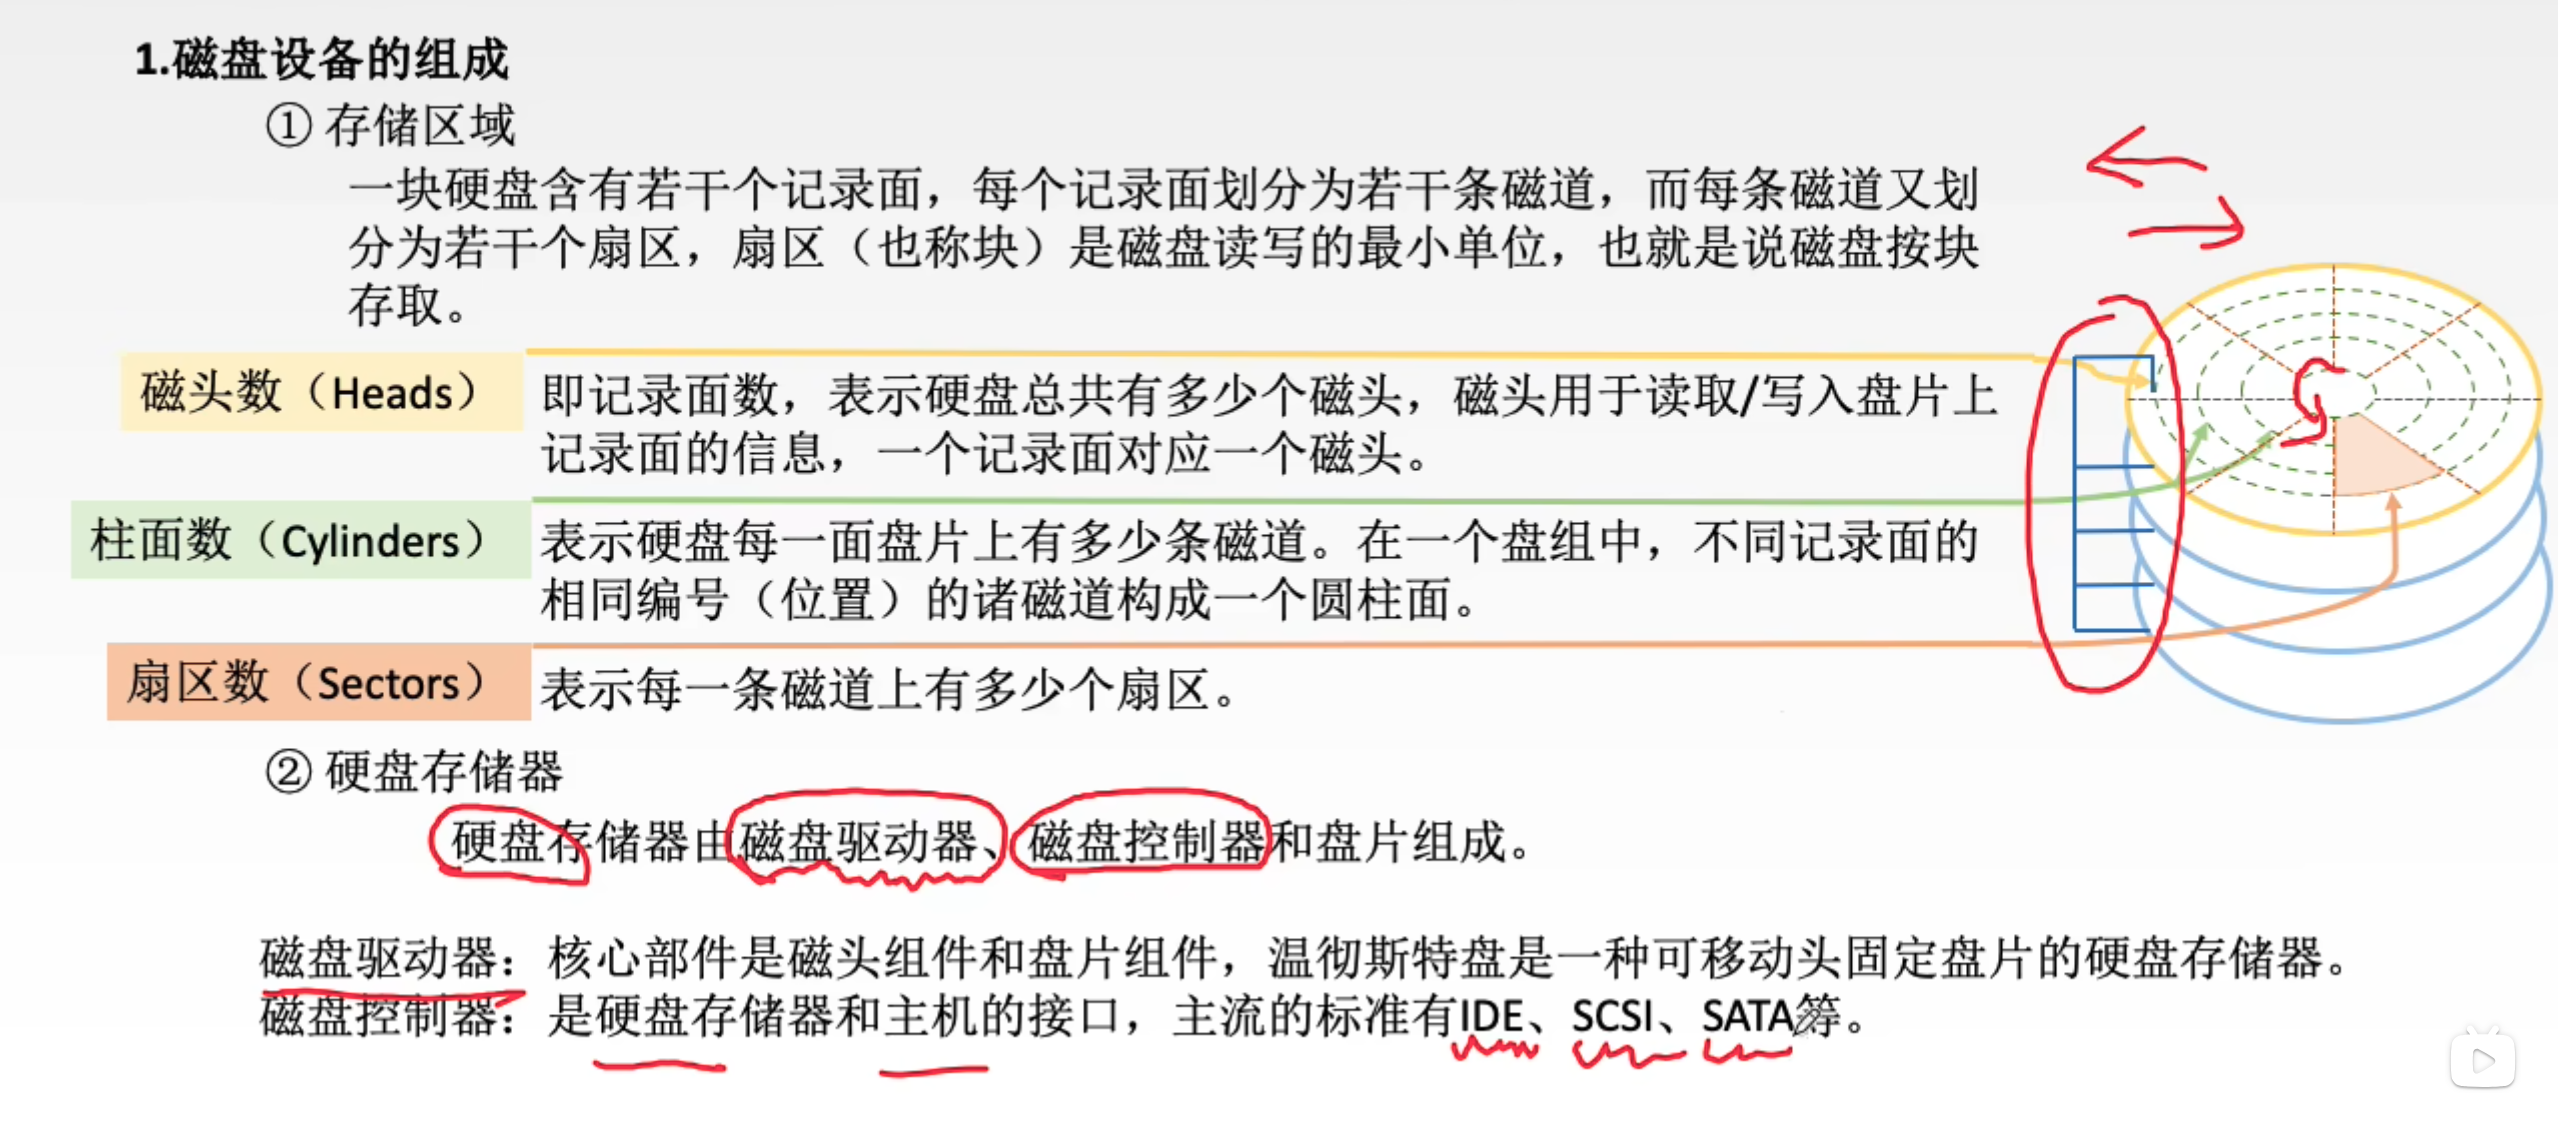 1.磁盘设备的组成
① 存储区域
一块硬盘含有若干个记录面，每个记录面划分为若干条磁道，而每条磁道又划
分为若干个扇区，扇区（也称块）是磁盘读写的最小单位，也就是说磁盘按块
存取。
磁头数（Heads）
即记录面数，表示硬盘总共有多少个磁头，磁头用于读取/写入盘片上
记录面的信息，一个记录面对应一个磁头。
柱面数（Cylinders）
表示硬盘每一面盘片上有多少条磁道。在一个盘组中，不同记录面的
相同编号（位置）的诸磁道构成一个圆柱面。
扇区数（Sectors）
表示每一条磁道上有多少个扇区。
② 硬盘存储器
硬盘存储器由磁盘驱动器、磁盘控制器和盘片组成。
磁盘驱动器：核心部件是磁头组件和盘片组件，温彻斯特盘是一种可移动头固定盘片的硬盘存储器。
磁盘控制器：是硬盘存储器和主机的接口，主流的标准有IDE、SCSI、SATA等。